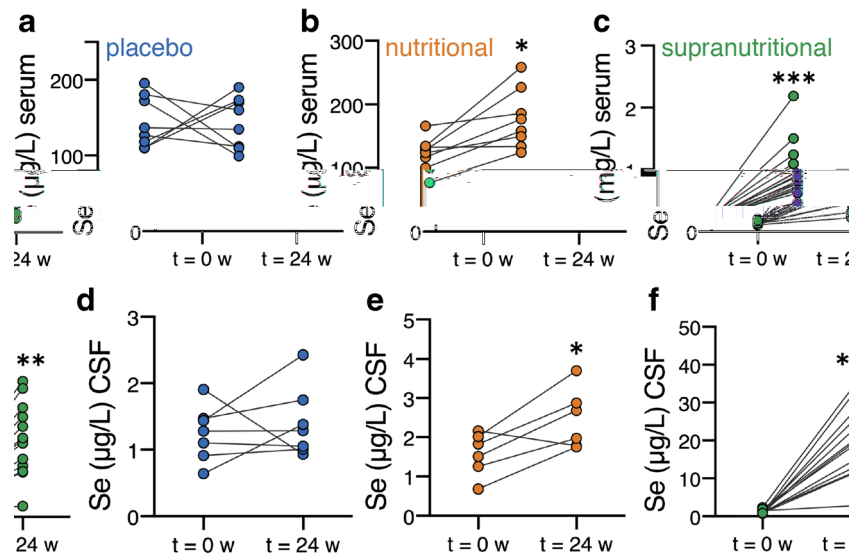 a
placebo
200
100
0
Se (µg/L) serum
t = 0 w
t = 24 w
b
nutritional
*
300
200
100
0
Se (µg/L) serum
t = 0 w
t = 24 w
c
supranutritional
***
3
2
1
0
Se (mg/L) serum
t = 0 w
t = 2
24 w
**
24 w
d
3
2
1
0
Se (µg/L) CSF
t = 0 w
t = 24 w
e
*
5
4
3
2
1
0
Se (µg/L) CSF
t = 0 w
t = 24 w
f
*
50
40
30
20
10
0
Se (µg/L) CSF
t = 0 w
t =